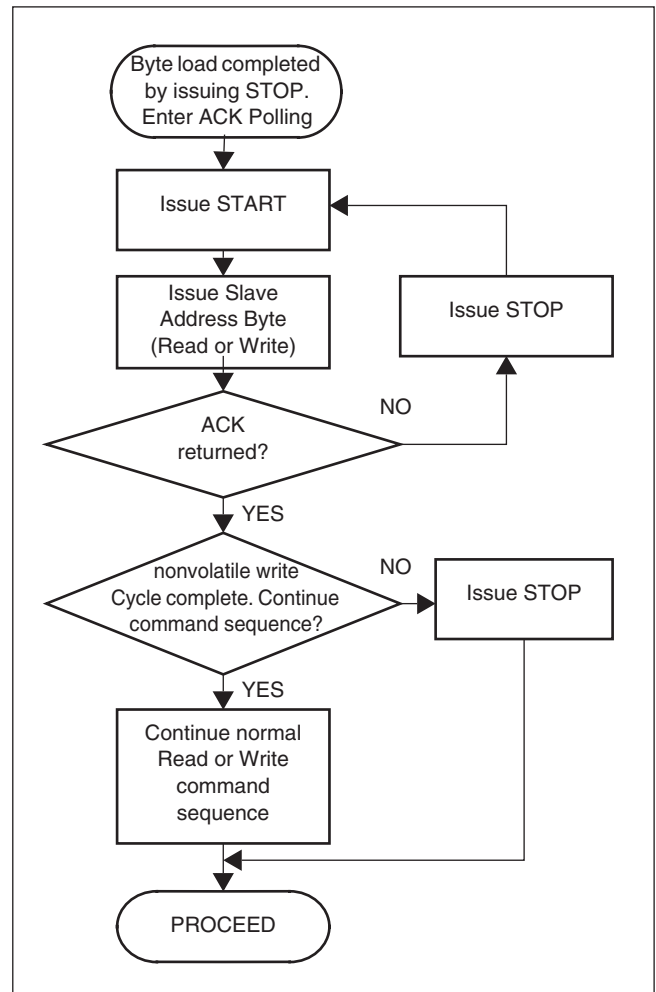 Byte load completed
by issuing STOP.
Enter ACK Polling
Issue START
Issue Slave
Address Byte
(Read or Write)
Issue STOP
ACK
returned?
NO
YES
nonvolatile write
Cycle complete. Continue
command sequence?
NO
Issue STOP
YES
Continue normal
Read or Write
command
sequence
PROCEED